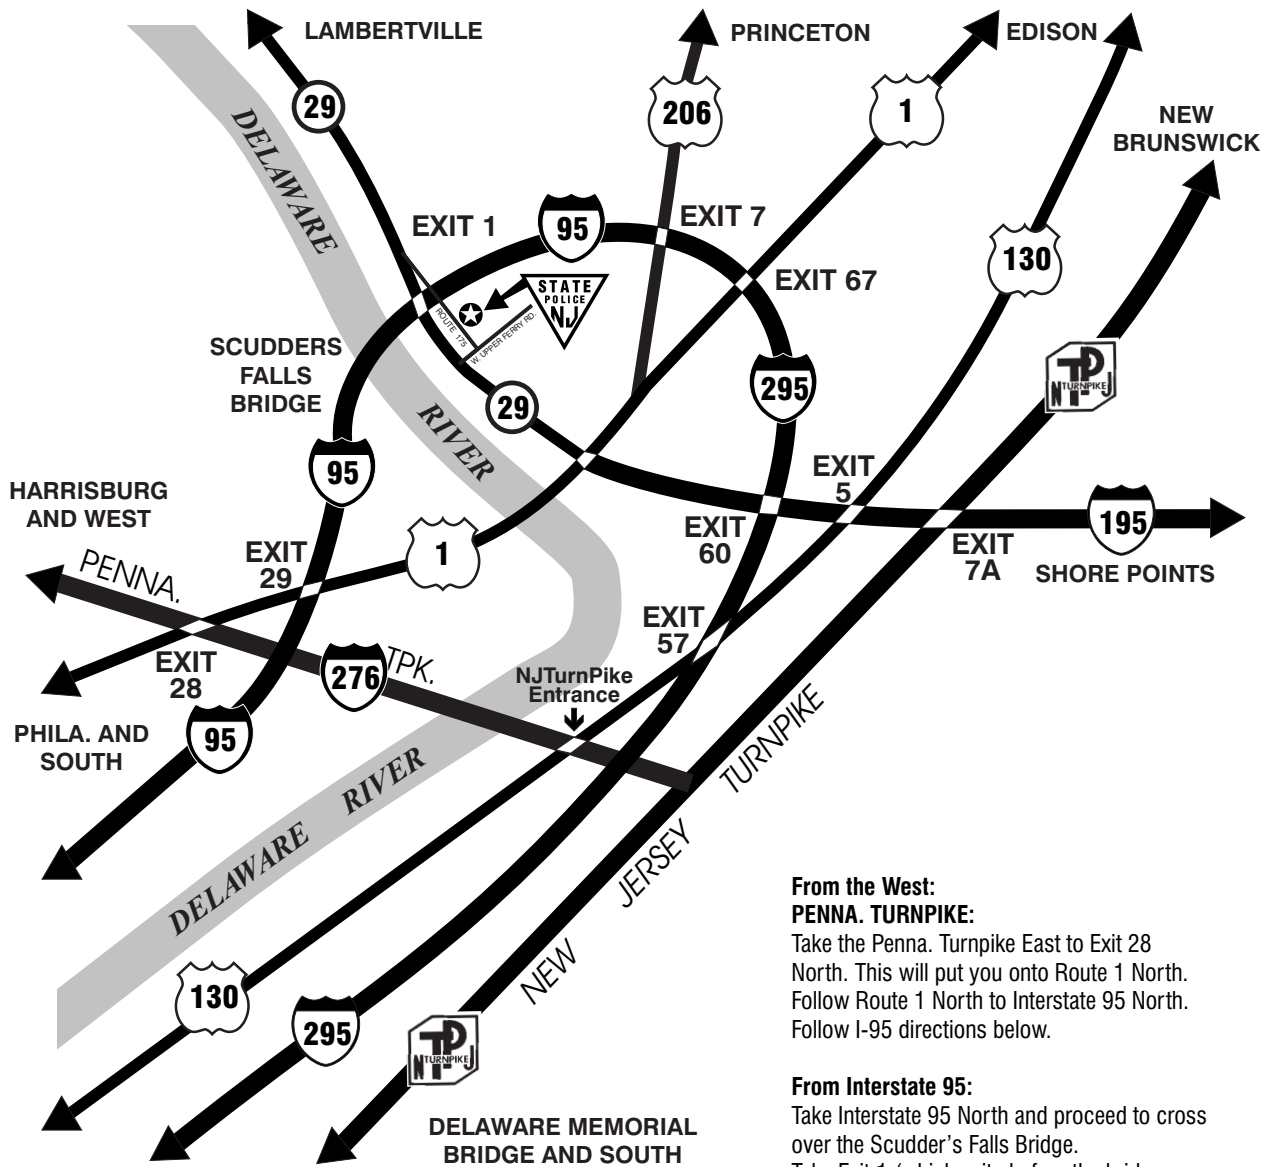 LAMBERTVILLE
PRINCETON
EDISON
29
206
1
NEW
BRUNSWICK
DELAWARE
EXIT 1
95
EXIT 7
130
EXIT 67
STATE
POLICE
NJ
ROUTE 175
W. UPPER FERRY RD.
SCUDDERS
FALLS
BRIDGE
295
TP
N TURNPIKE J
29
RIVER
95
EXIT
5
HARRISBURG
AND WEST
EXIT
60
195
EXIT
29
1
EXIT
7A
SHORE POINTS
PENNA.
EXIT
57
EXIT
28
276
TPK.
NJTurnPike
Entrance
95
PHILA. AND
SOUTH
TURNPIKE
DELAWARE RIVER
JERSEY
NEW
130
295
TP
N TURNPIKE J
DELAWARE MEMORIAL
BRIDGE AND SOUTH
From the West:
PENNA. TURNPIKE:
Take the Penna. Turnpike East to Exit 28
North. This will put you onto Route 1 North.
Follow Route 1 North to Interstate 95 North.
Follow I-95 directions below.
From Interstate 95:
Take Interstate 95 North and proceed to cross
over the Scudder's Falls Bridge.